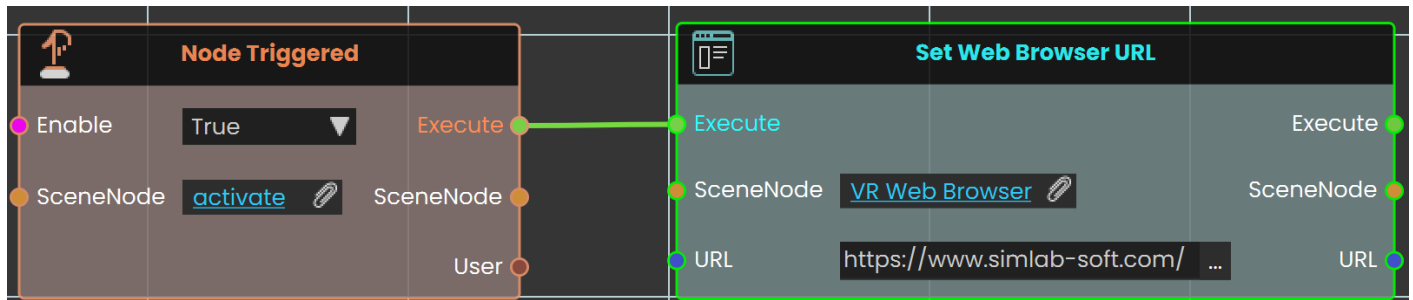 Node Triggered
Enable True Execute
SceneNode activate SceneNode
User
Set Web Browser URL
Execute Execute
SceneNode VR Web Browser SceneNode
URL https://www.simlab-soft.com/ ... URL